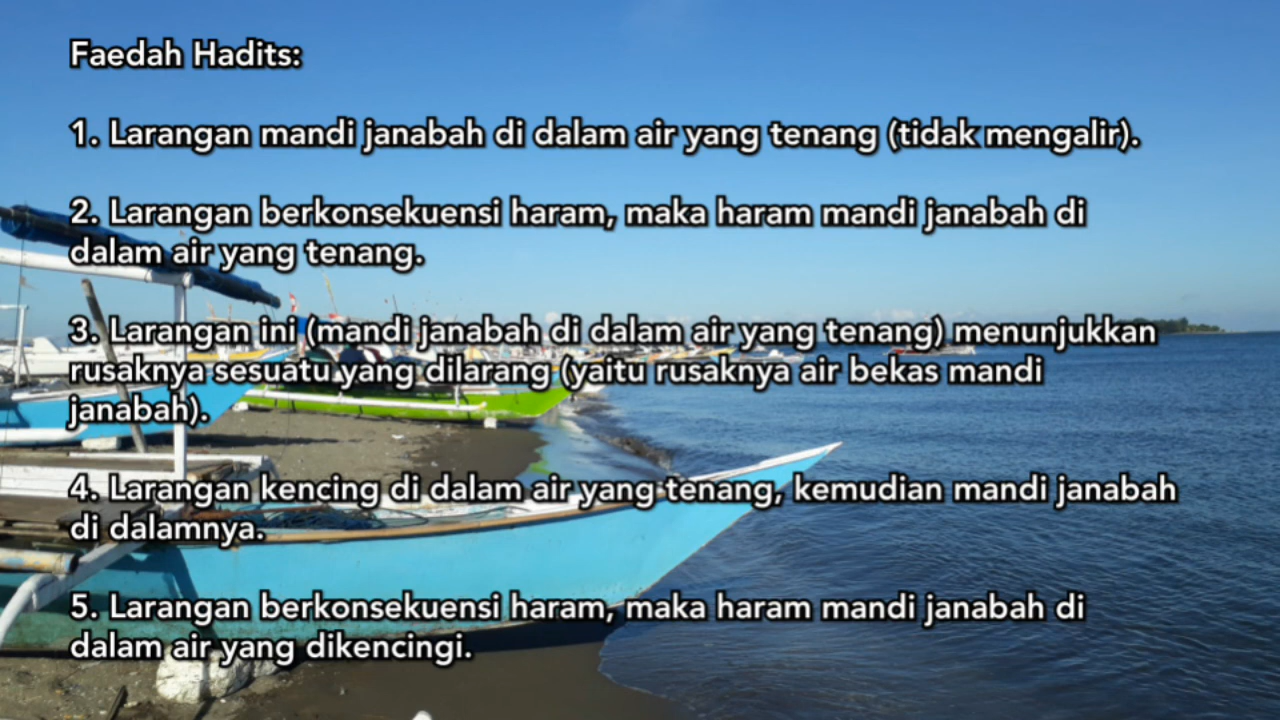 Faedah Hadits:
1. Larangan mandi janabah di dalam air yang tenang (tidak mengalir).
2. Larangan berkonsekuensi haram, maka haram mandi janabah di
dalam air yang tenang.
3. Larangan ini (mandi janabah di dalam air yang tenang) menunjukkan
rusaknya sesuatu yang dilarang (yaitu rusaknya air bekas mandi
janabah).
4. Larangan kencing di dalam air yang tenang, kemudian mandi janabah
di dalamnya.
5. Larangan berkonsekuensi haram, maka haram mandi janabah di
dalam air yang dikencingi.